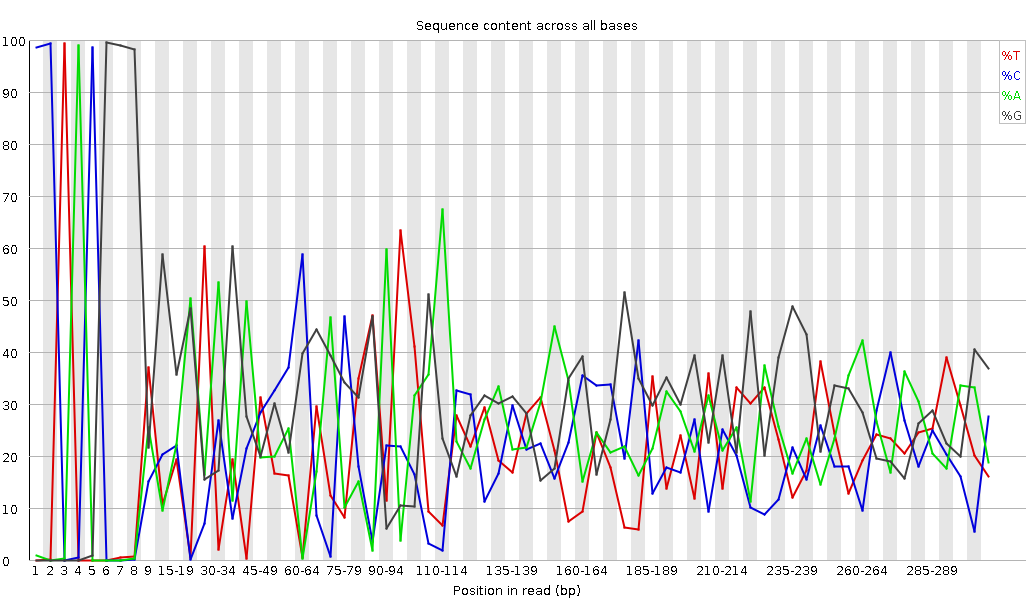 Sequence content across all bases
100
90
80
70
60
50
40
30
20
10
0
%T
%C
%A
%G
1 2 3 4 5 6 7 8 9 15-19 30-34 45-49 60-64 75-79 90-94 110-114 135-139 160-164 185-189 210-214 235-239 260-264 285-289
Position in read (bp)